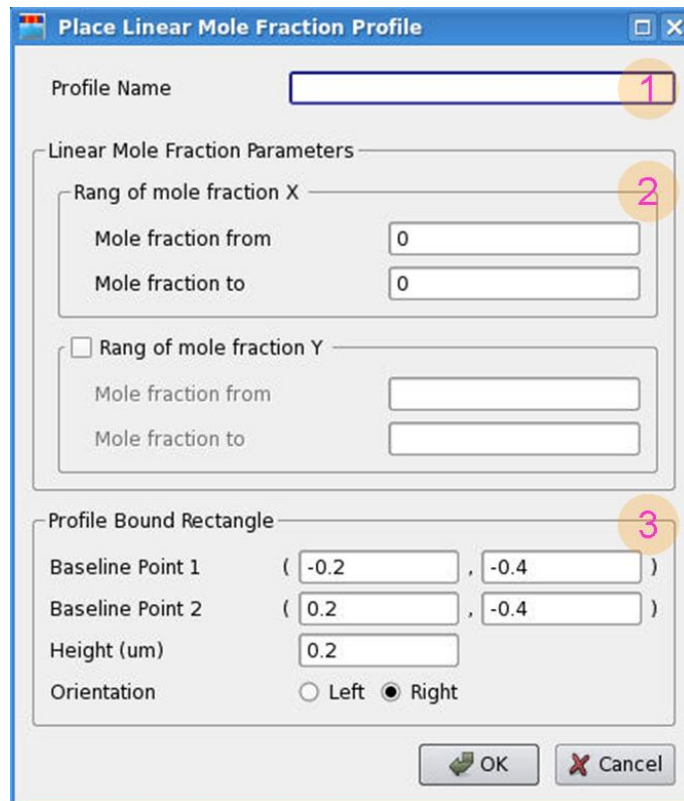 Place Linear Mole Fraction Profile
Profile Name 1
Linear Mole Fraction Parameters
Rang of mole fraction X 2
Mole fraction from 0
Mole fraction to 0
Rang of mole fraction Y
Mole fraction from
Mole fraction to
Profile Bound Rectangle 3
Baseline Point 1 ( -0.2 , -0.4 )
Baseline Point 2 ( 0.2 , -0.4 )
Height (um) 0.2
Orientation Left Right
OK Cancel